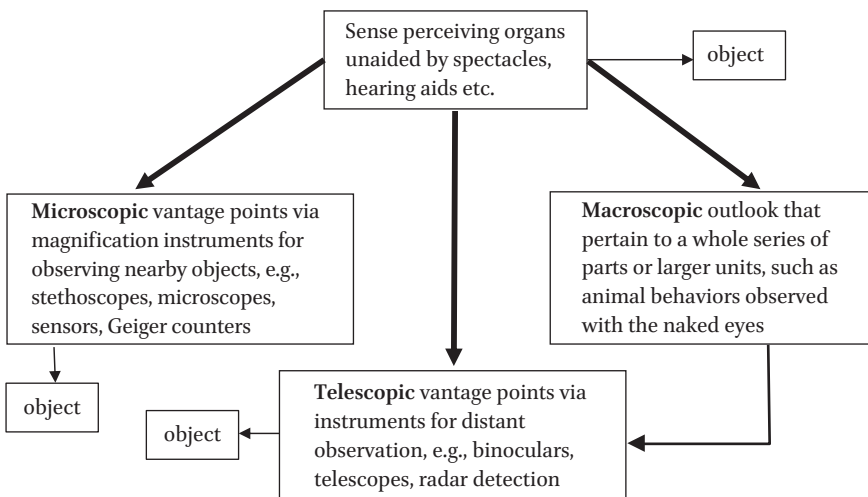 Sense perceiving organs
unaided by spectacles,
hearing aids etc.
object
Microscopic vantage points via
magnification instruments for
observing nearby objects, e.g.,
stethoscopes, microscopes,
sensors, Geiger counters
Macroscopic outlook that
pertain to a whole series of
parts or larger units, such as
animal behaviors observed
with the naked eyes
object
object
Telescopic vantage points via
instruments for distant
observation, e.g., binoculars,
telescopes, radar detection